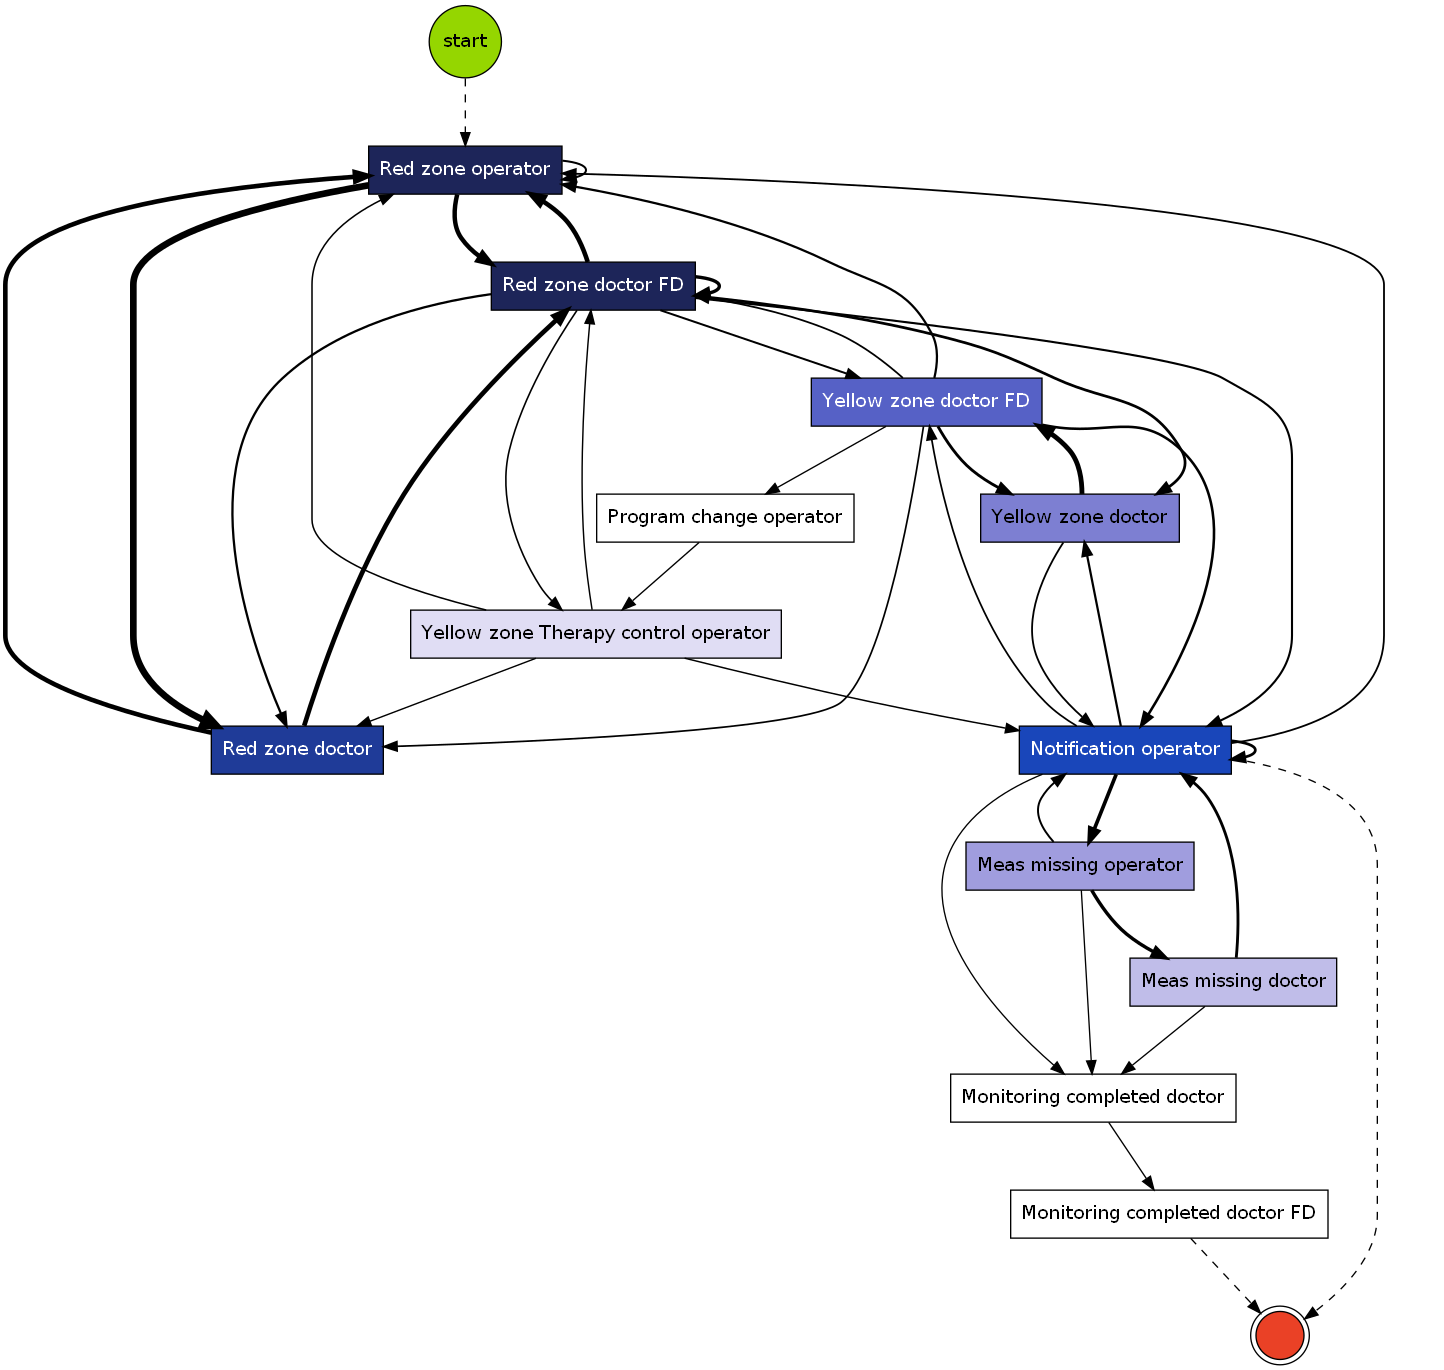 start
Red zone operator
Red zone doctor FD
Yellow zone doctor FD
Program change operator
Yellow zone doctor
Yellow zone Therapy control operator
Red zone doctor
Notification operator
Meas missing operator
Meas missing doctor
Monitoring completed doctor
Monitoring completed doctor FD